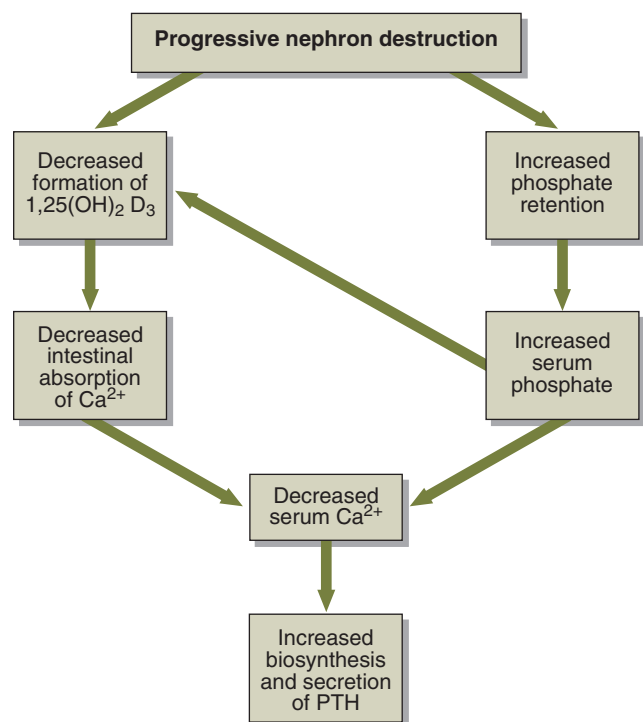 Progressive nephron destruction
Decreased
formation of
1,25(OH)₂ D₃
Increased
phosphate
retention
Decreased
intestinal
absorption
of Ca²⁺
Increased
serum
phosphate
Decreased
serum Ca²⁺
Increased
biosynthesis
and secretion
of PTH